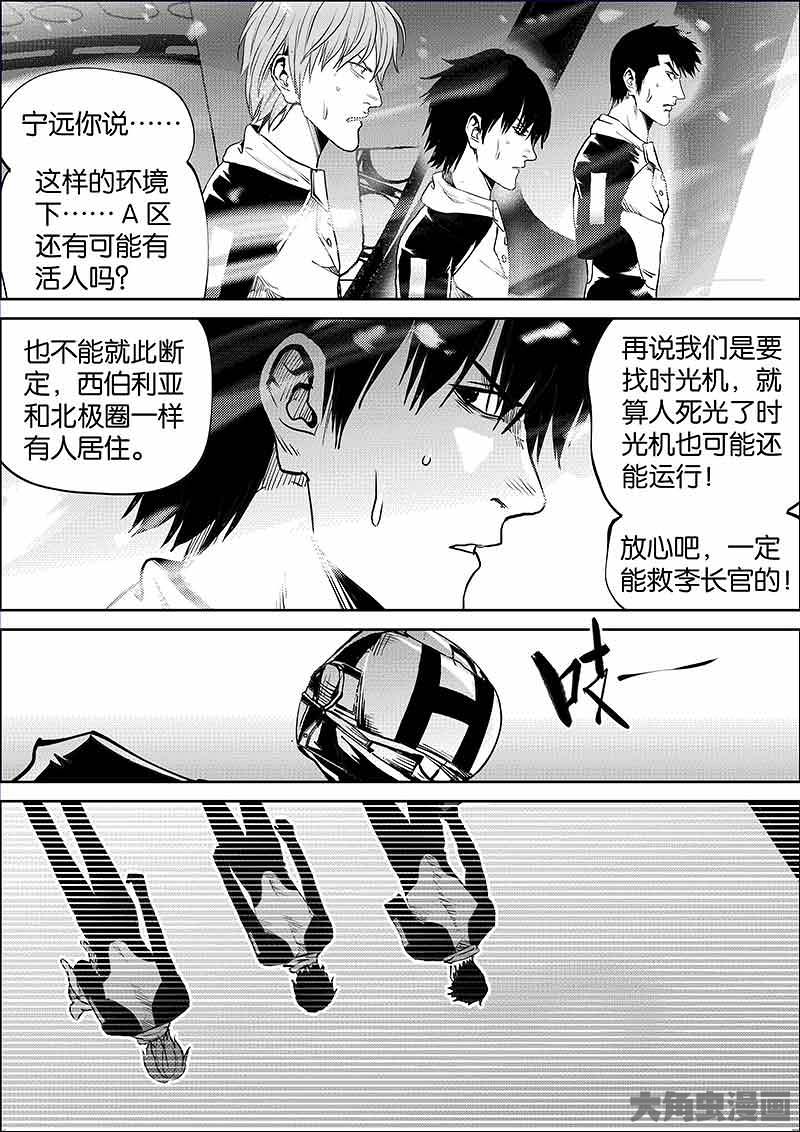 宁远你说……
这样的环境
下……A区
还有可能有
活人吗？
也不能就此断
定，西伯利亚
和北极圈一样
有人居住。
再说我们是要
找时光机，就
算人死光了时
光机也可能还
能运行！
放心吧，一定
能救李长官的！
吱一
H
大角虫漫画